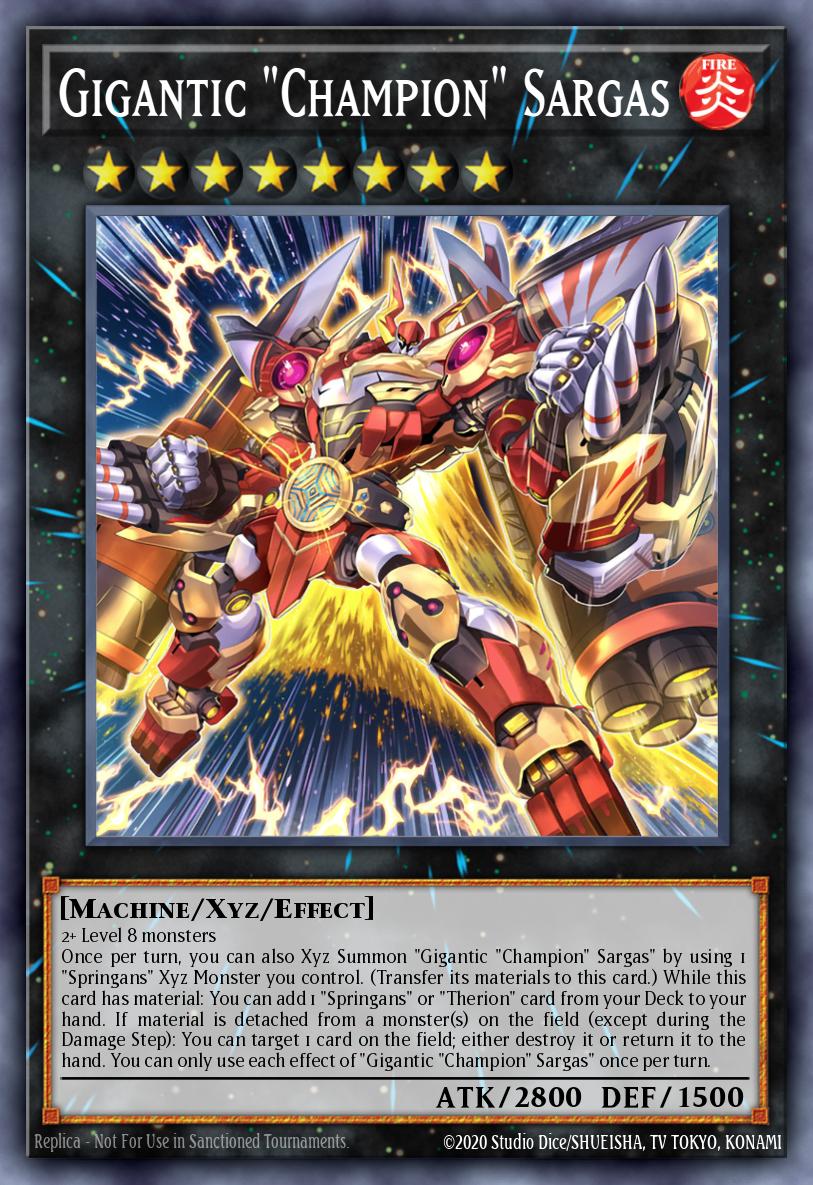 Gigantic "Champion" Sargas
FIRE
炎
[Machine/Xyz/Effect]
2+ Level 8 monsters
Once per turn, you can also Xyz Summon "Gigantic "Champion" Sargas" by using 1
"Springans" Xyz Monster you control. (Transfer its materials to this card.) While this
card has material: You can add 1 "Springans" or "Therion" card from your Deck to your
hand. If material is detached from a monster(s) on the field (except during the
Damage Step): You can target 1 card on the field; either destroy it or return it to the
hand. You can only use each effect of "Gigantic "Champion" Sargas" once per turn.
ATK/2800 DEF/1500
Replica - Not For Use in Sanctioned Tournaments.
©2020 Studio Dice/SHUEISHA, TV TOKYO, KONAMI